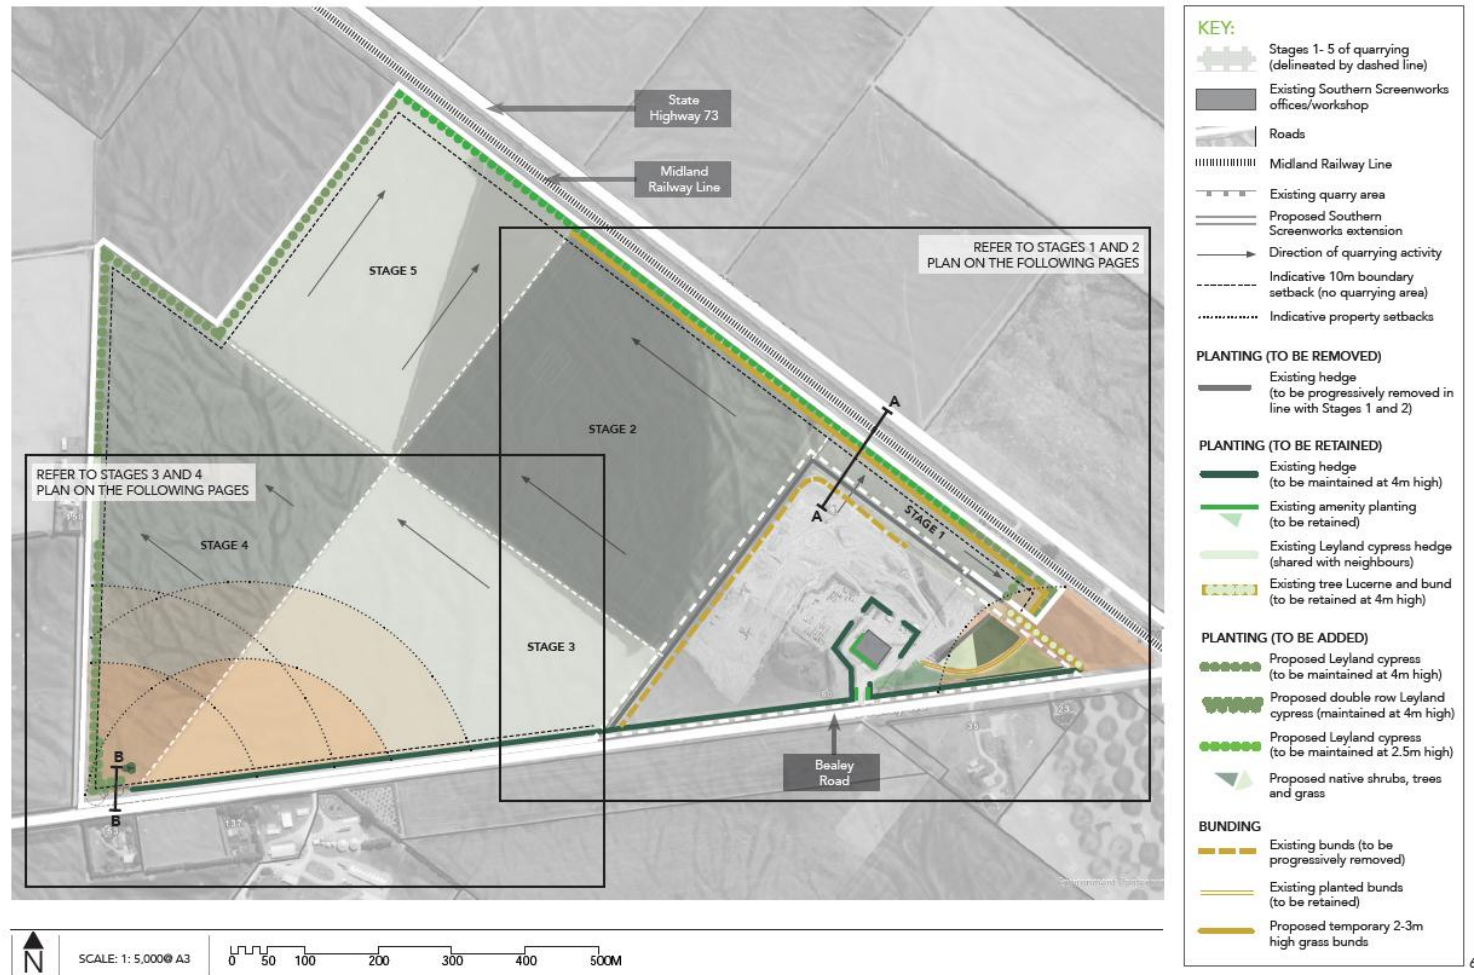 State
Highway 73
Midland
Railway Line
REFER TO STAGES 1 AND 2
PLAN ON THE FOLLOWING PAGES
STAGE 5
A
STAGE 2
REFER TO STAGES 3 AND 4
PLAN ON THE FOLLOWING PAGES
A
STAGE 1
STAGE 4
STAGE 3
35
B
Bealey
Road
B
137
N
SCALE: 1: 5,000@ A3
0 50 100 200 300 400 500M
KEY:
Stages 1- 5 of quarrying
(delineated by dashed line)
Existing Southern Screenworks
offices/workshop
Roads
Midland Railway Line
Existing quarry area
Proposed Southern
Screenworks extension
Direction of quarrying activity
Indicative 10m boundary
setback (no quarrying area)
Indicative property setbacks
PLANTING (TO BE REMOVED)
Existing hedge
(to be progressively removed in
line with Stages 1 and 2)
PLANTING (TO BE RETAINED)
Existing hedge
(to be maintained at 4m high)
Existing amenity planting
(to be retained)
Existing Leyland cypress hedge
(shared with neighbours)
Existing tree Lucerne and bund
(to be retained at 4m high)
PLANTING (TO BE ADDED)
Proposed Leyland cypress
(to be maintained at 4m high)
Proposed double row Leyland
cypress (maintained at 4m high)
Proposed Leyland cypress
(to be maintained at 2.5m high)
Proposed native shrubs, trees
and grass
BUNDING
Existing bunds (to be
progressively removed)
Existing planted bunds
(to be retained)
Proposed temporary 2-3m
high grass bunds